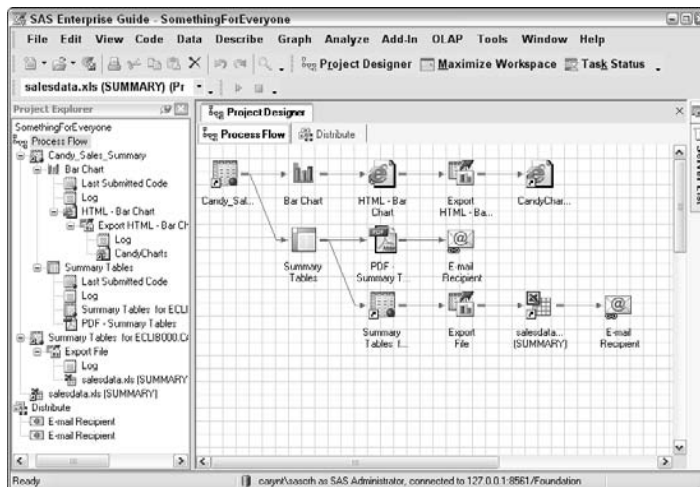 SAS Enterprise Guide - SomethingForEveryone
File Edit View Code Data Describe Graph Analyze Add-In OLAP Tools Window Help
Project Designer Maximize Workspace Task Status
salesdata.xls (SUMMARY) (Pr
Project Explorer
SomethingForEveryone
Process Flow
Candy_Sales_Summary
Bar Chart
Last Submitted Code
Log
HTML - Bar Chart
Export HTML - Bar Ch
Log
CandyCharts
Summary Tables
Last Submitted Code
Log
Summary Tables for ECLI
PDF - Summary Tables
Summary Tables for ECLIB000.CA
Export File
Log
salesdata.xls (SUMMARY
salesdata.xls (SUMMARY)
Distribute
E-mail Recipient
E-mail Recipient
Project Designer
Process Flow Distribute
Candy_Sal...
Bar Chart
HTML - Bar
Chart
Export
HTML - Ba...
CandyChar...
Summary
Tables
PDF -
Summary T...
E-mail
Recipient
Summary
Tables f...
Export
File
salesdata...
(SUMMARY)
E-mail
Recipient
Ready
as SAS Administrator, connected to 127.0.0.1:8561/Foundation